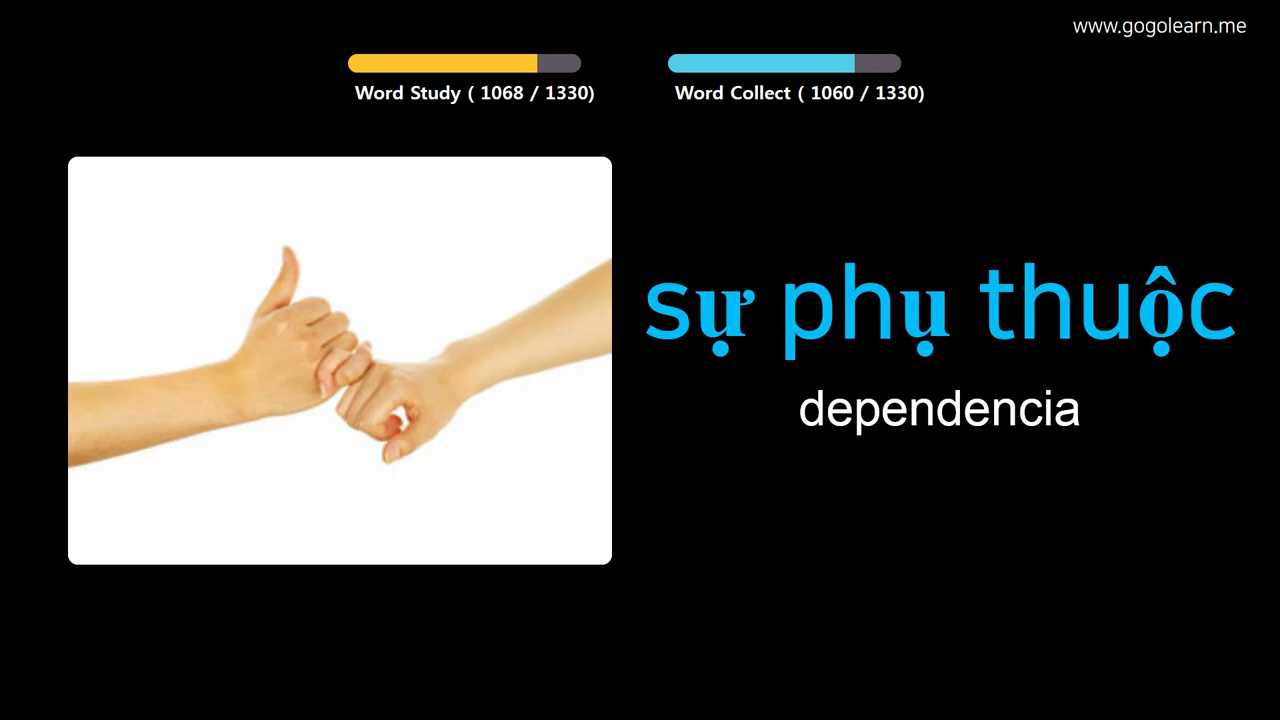 www.gogolearn.me
Word Study ( 1068 / 1330)
Word Collect ( 1060 / 1330)
sự phụ thuộc
dependencia